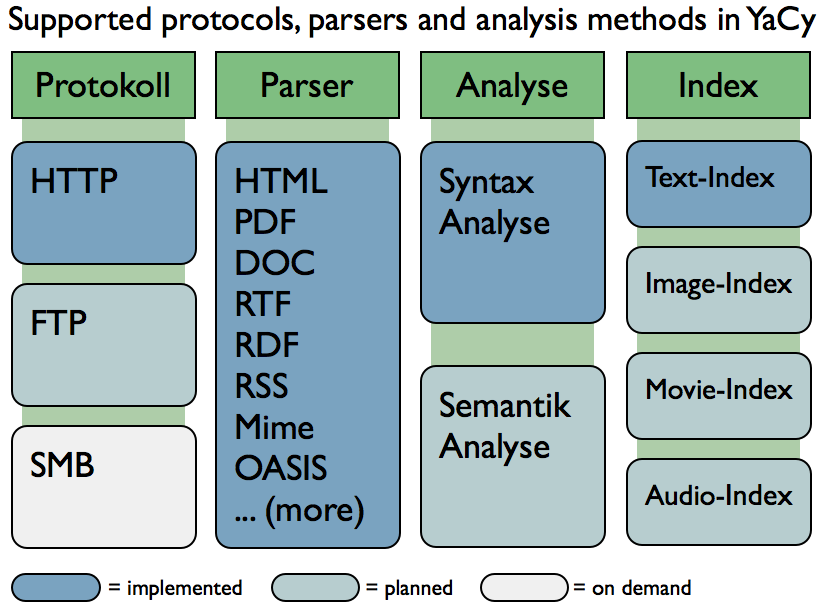 Supported protocols, parsers and analysis methods in YaCy
Protokoll
HTTP
FTP
SMB
Parser
HTML
PDF
DOC
RTF
RDF
RSS
Mime
OASIS
... (more)
Analyse
Syntax
Analyse
Semantik
Analyse
Index
Text-Index
Image-Index
Movie-Index
Audio-Index
= implemented
= planned
= on demand